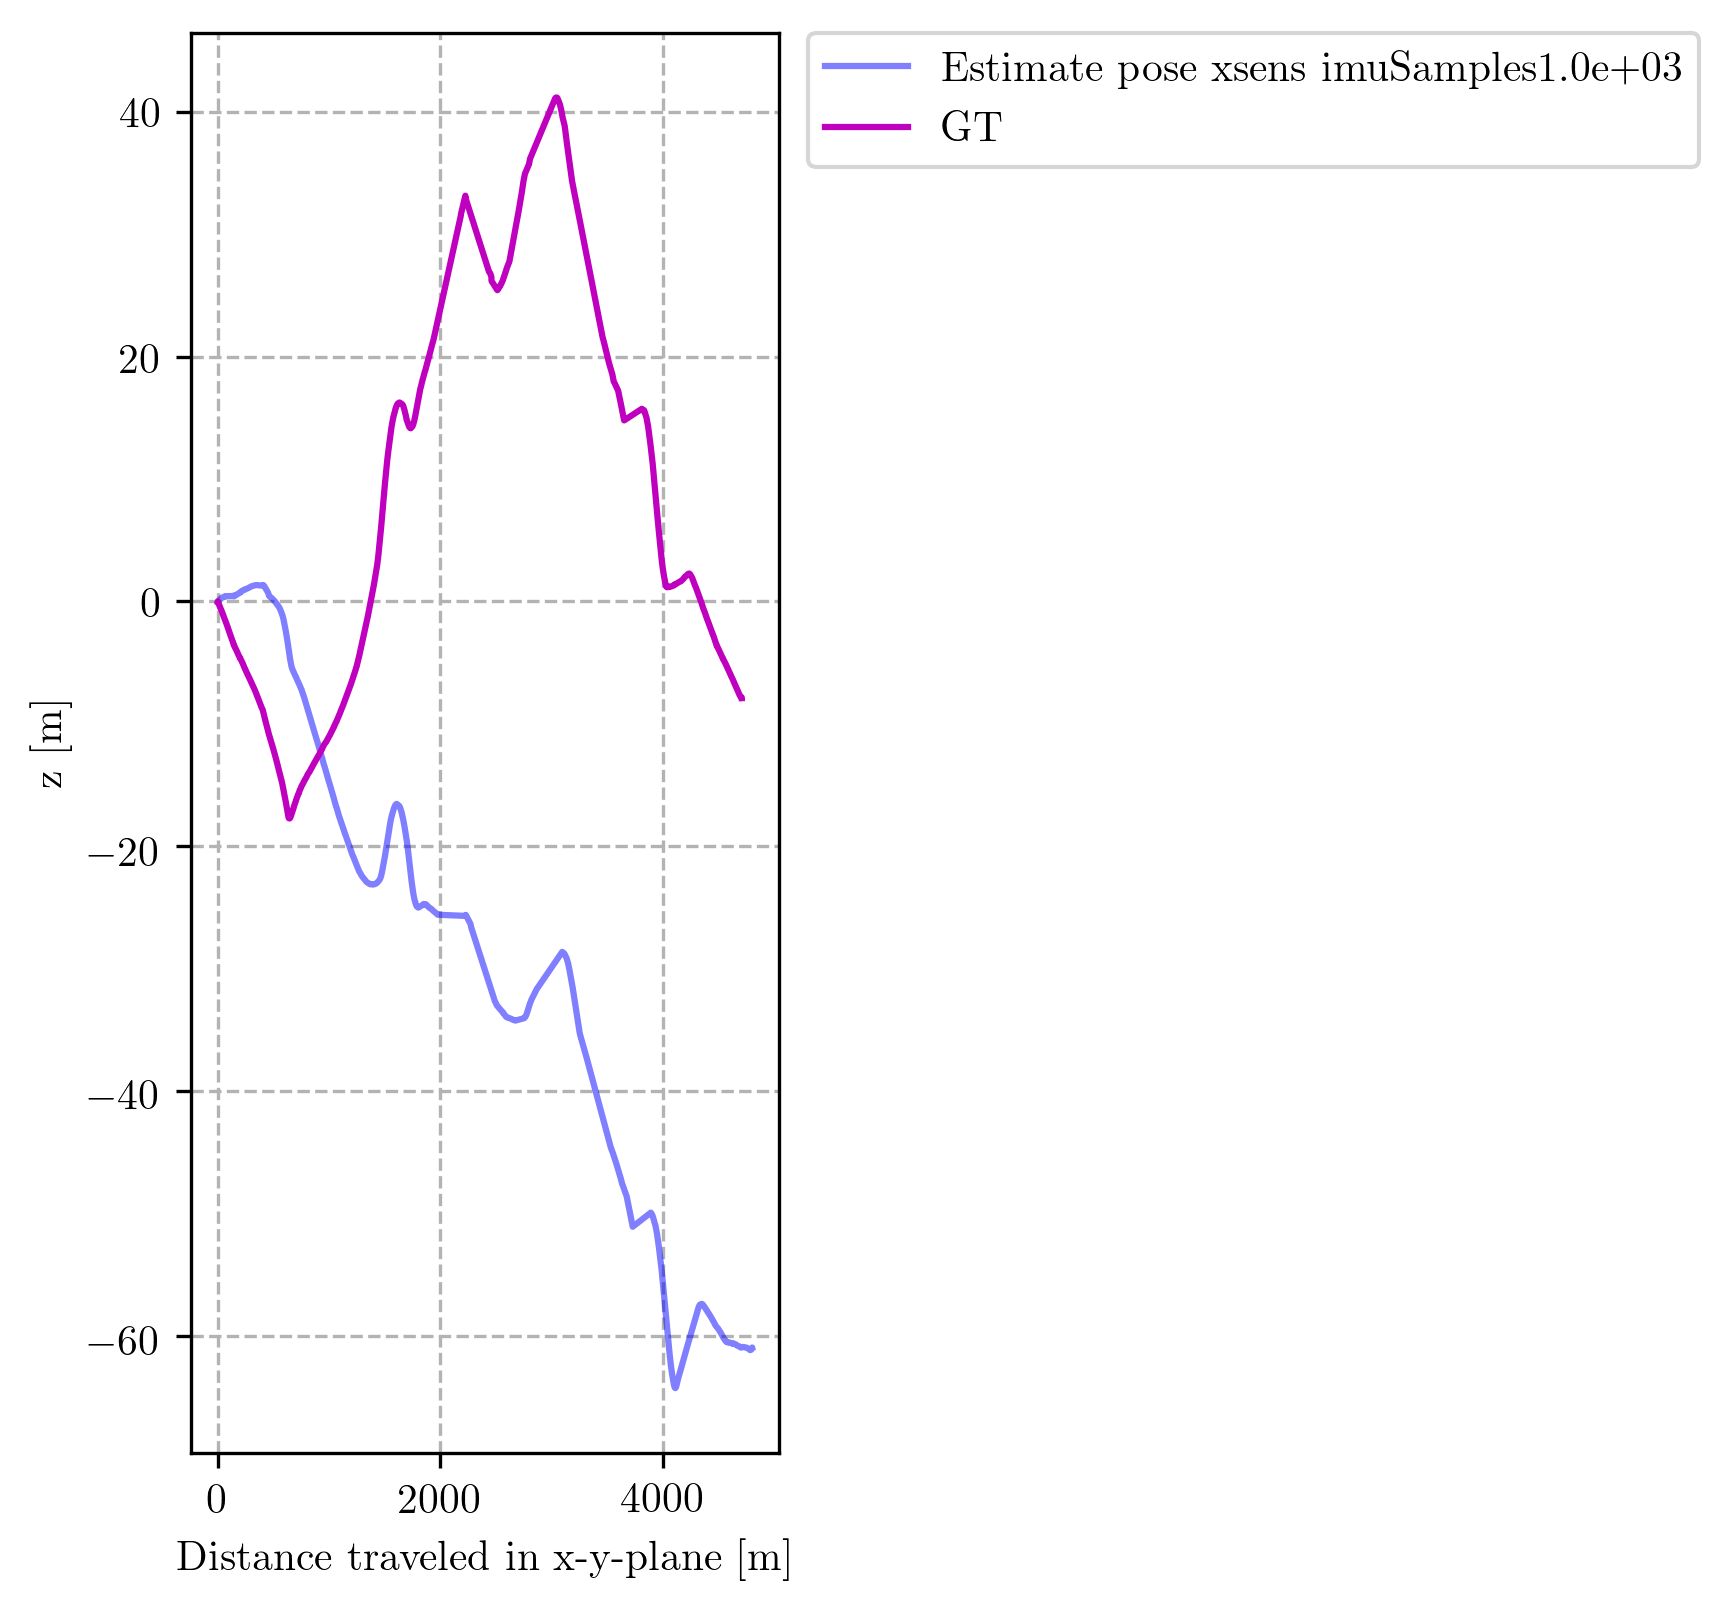 Estimate pose xsens imuSamples1.0e+03
GT
40
20
0
−20
−40
−60
z [m]
0 2000 4000
Distance traveled in x-y-plane [m]